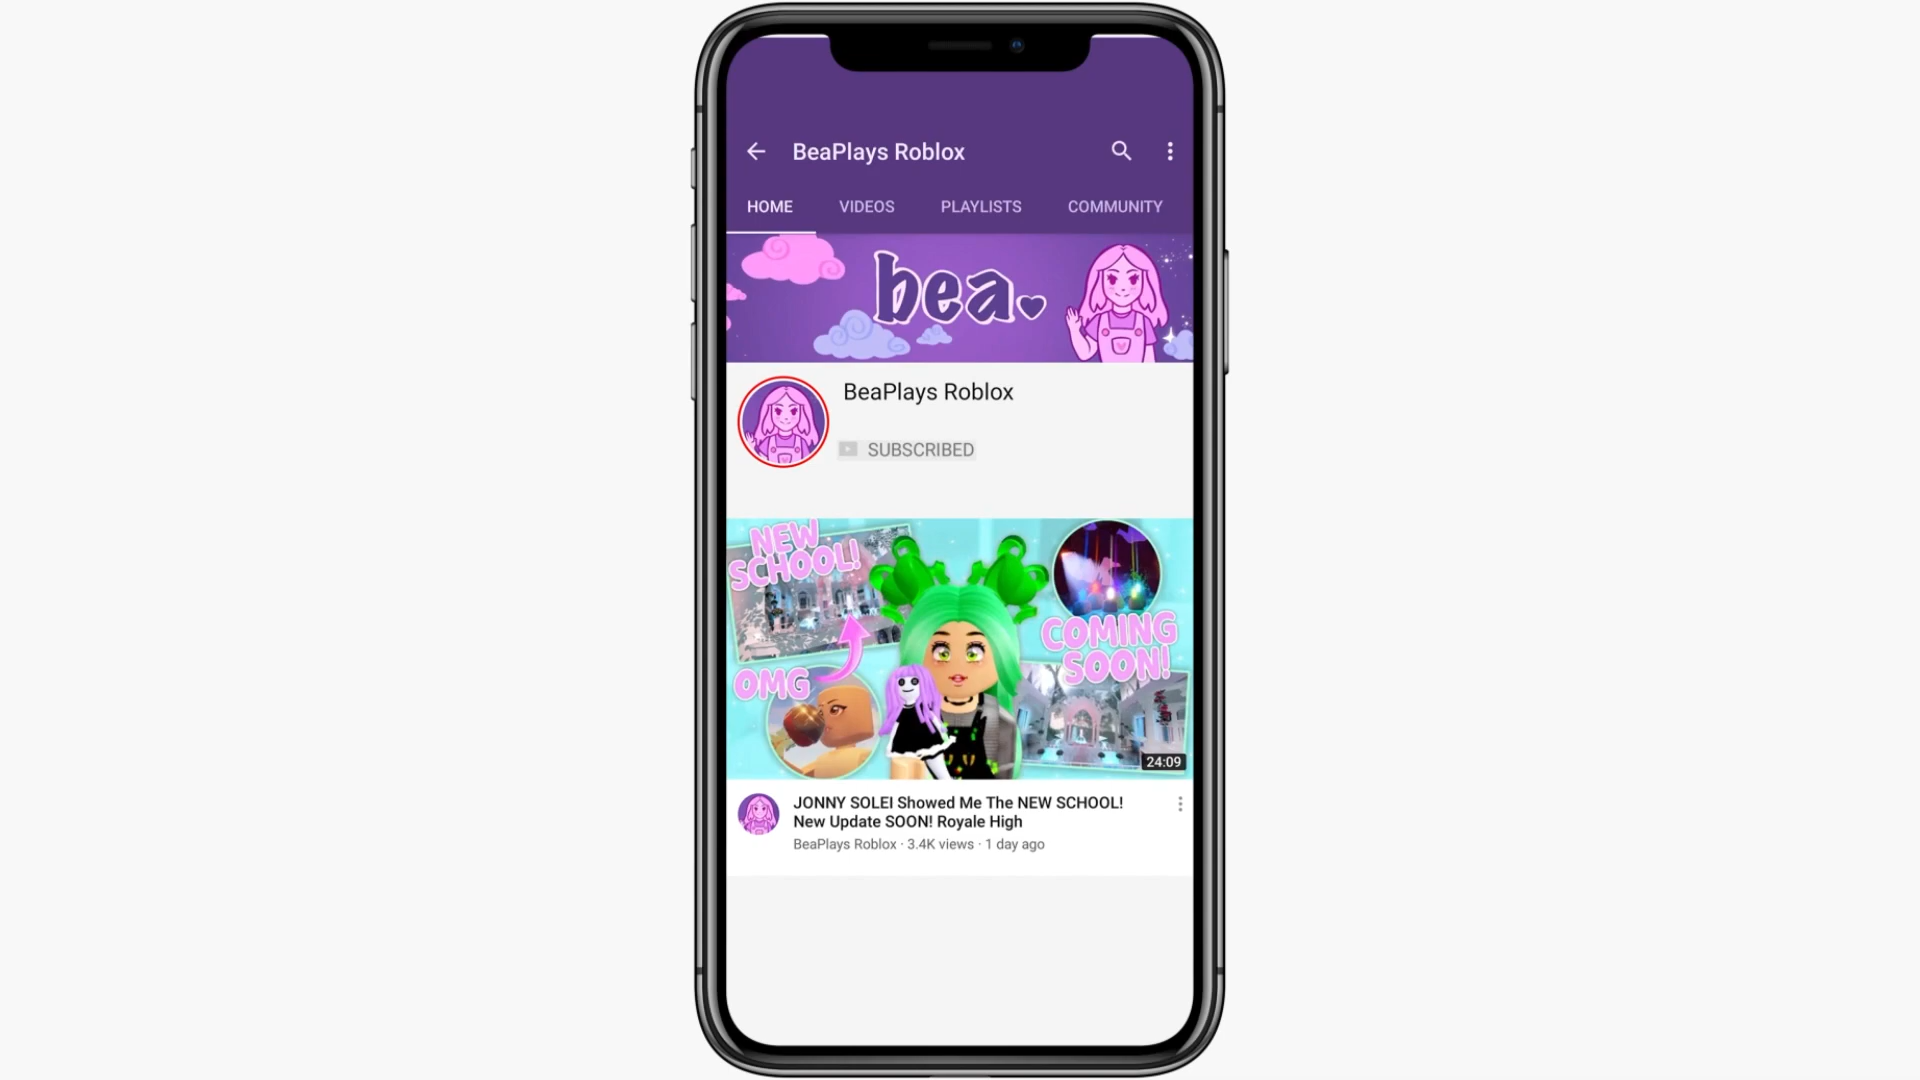 BeaPlays Roblox
HOME VIDEOS PLAYLISTS COMMUNITY
bea
BeaPlays Roblox
SUBSCRIBED
NEW
SCHOOL!
COMING
SOON!
OMG
24:09
JONNY SOLEI Showed Me The NEW SCHOOL!
New Update SOON! Royale High
BeaPlays Roblox · 3.4K views · 1 day ago